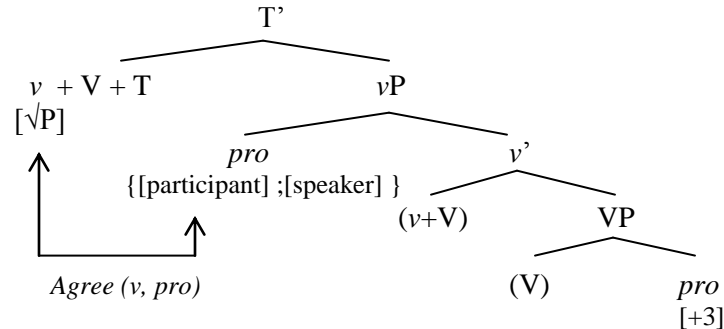 T’
v + V + T vP
[√P]
pro v’
{[participant] ;[speaker] } (v+V) VP
Agree (v, pro) (V) pro
[+3]